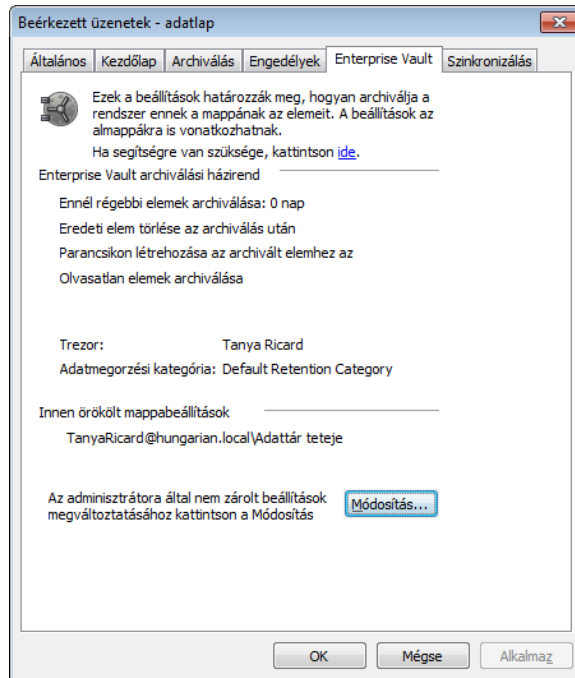 Beérkezett üzenetek - adatlap
Általános Kezdőlap Archiválás Engedélyek Enterprise Vault Szinkronizálás
Ezek a beállítások határozzák meg, hogyan archiválja a
rendszer ennek a mappának az elemeit. A beállítások az
almappákra is vonatkozhatnak.
Ha segítségre van szüksége, kattintson ide.
Enterprise Vault archiválási házirend
Ennél régebbi elemek archiválása: 0 nap
Eredeti elem törlése az archiválás után
Parancsikon létrehozása az archivált elemhez az
Olvasatlan elemek archiválása
Trezor: Tanya Ricard
Adatmegorzési kategória: Default Retention Category
Innen örökölt mappabeállítások
TanyaRicard@hungarian.local\Adattár teteje
Az adminisztrátora által nem zárolt beállítások
megváltoztatásához kattintson a Módosítás
Módosítás...
OK Mégse Alkalmaz